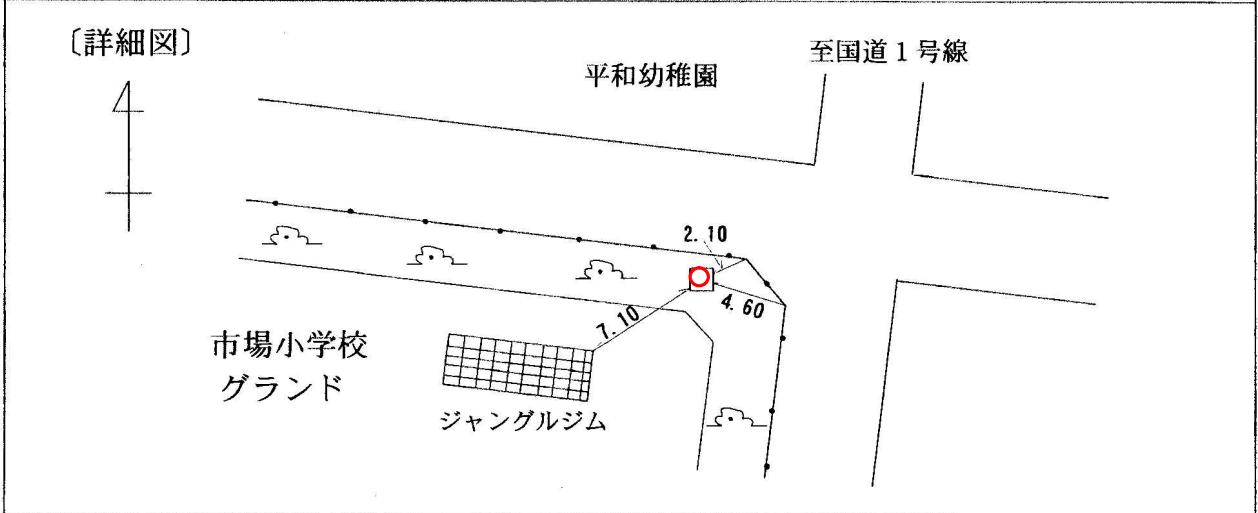 〔詳細図〕
平和幼稚園
至国道1号線
2.10
4.60
7.10
市場小学校
グランド
ジャングルジム